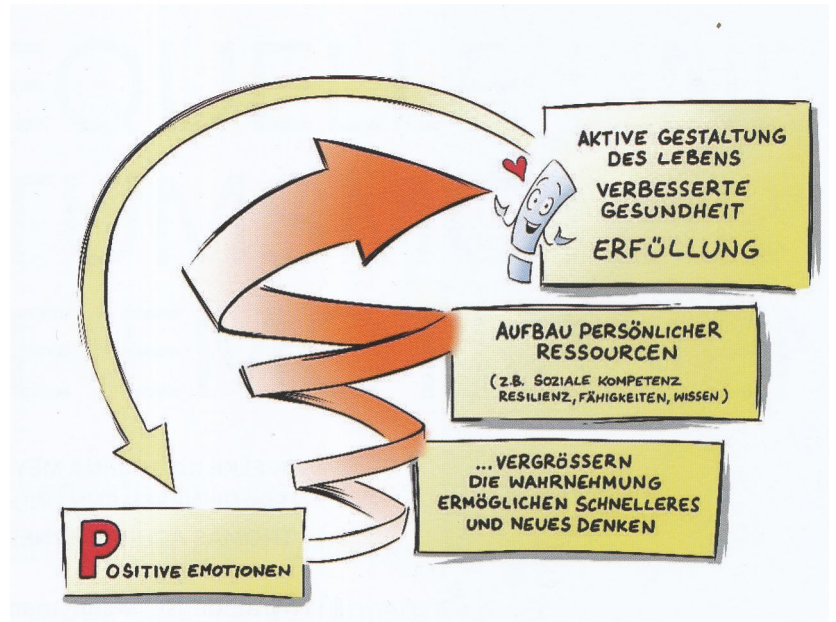 AKTIVE GESTALTUNG
DES LEBENS
VERBESSERTE
GESUNDHEIT
ERFÜLLUNG
AUFBAU PERSÖNLICHER
RESSOURCEN
(Z.B. SOZIALE KOMPETENZ
RESILIENZ, FÄHIGKEITEN, WISSEN)
...VERGRÖSSERN
DIE WAHRNEHMUNG
ERMÖGLICHEN SCHNELLERES
UND NEUES DENKEN
POSITIVE EMOTIONEN